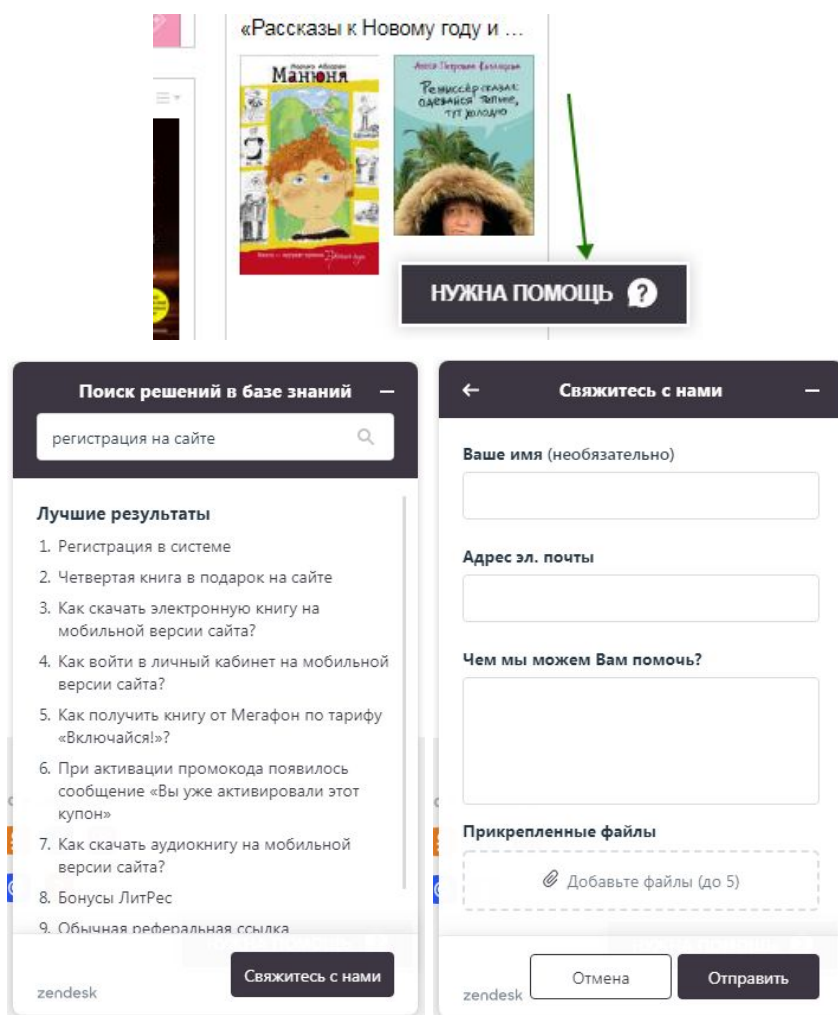 «Рассказы к Новому году и ...
Манюня
Режиссёр сказал:
одевайся теплее,
тут холодно
НУЖНА ПОМОЩЬ
Поиск решений в базе знаний
регистрация на сайте
Лучшие результаты
1. Регистрация в системе
2. Четвертая книга в подарок на сайте
3. Как скачать электронную книгу на
мобильной версии сайта?
4. Как войти в личный кабинет на мобильной
версии сайта?
5. Как получить книгу от Мегафон по тарифу
«Включайся!»?
6. При активации промокода появилось
сообщение «Вы уже активировали этот
купон»
7. Как скачать аудиокнигу на мобильной
версии сайта?
8. Бонусы ЛитРес
9. Обычная реферальная ссылка
zendesk
Свяжитесь с нами
Свяжитесь с нами
Ваше имя (необязательно)
Адрес эл. почты
Чем мы можем Вам помочь?
Прикрепленные файлы
Добавьте файлы (до 5)
zendesk
Отмена
Отправить